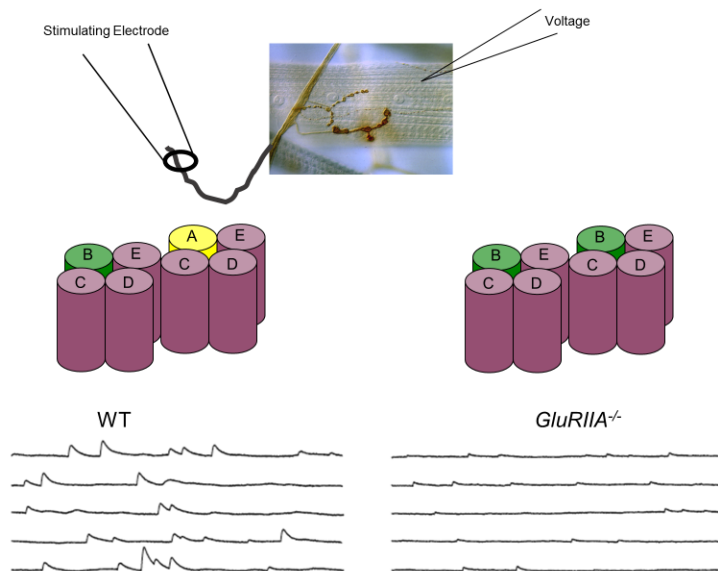 Voltage
Stimulating Electrode
A E E B
B E C D C D
B E C D C D
WT GluRIIA-/-